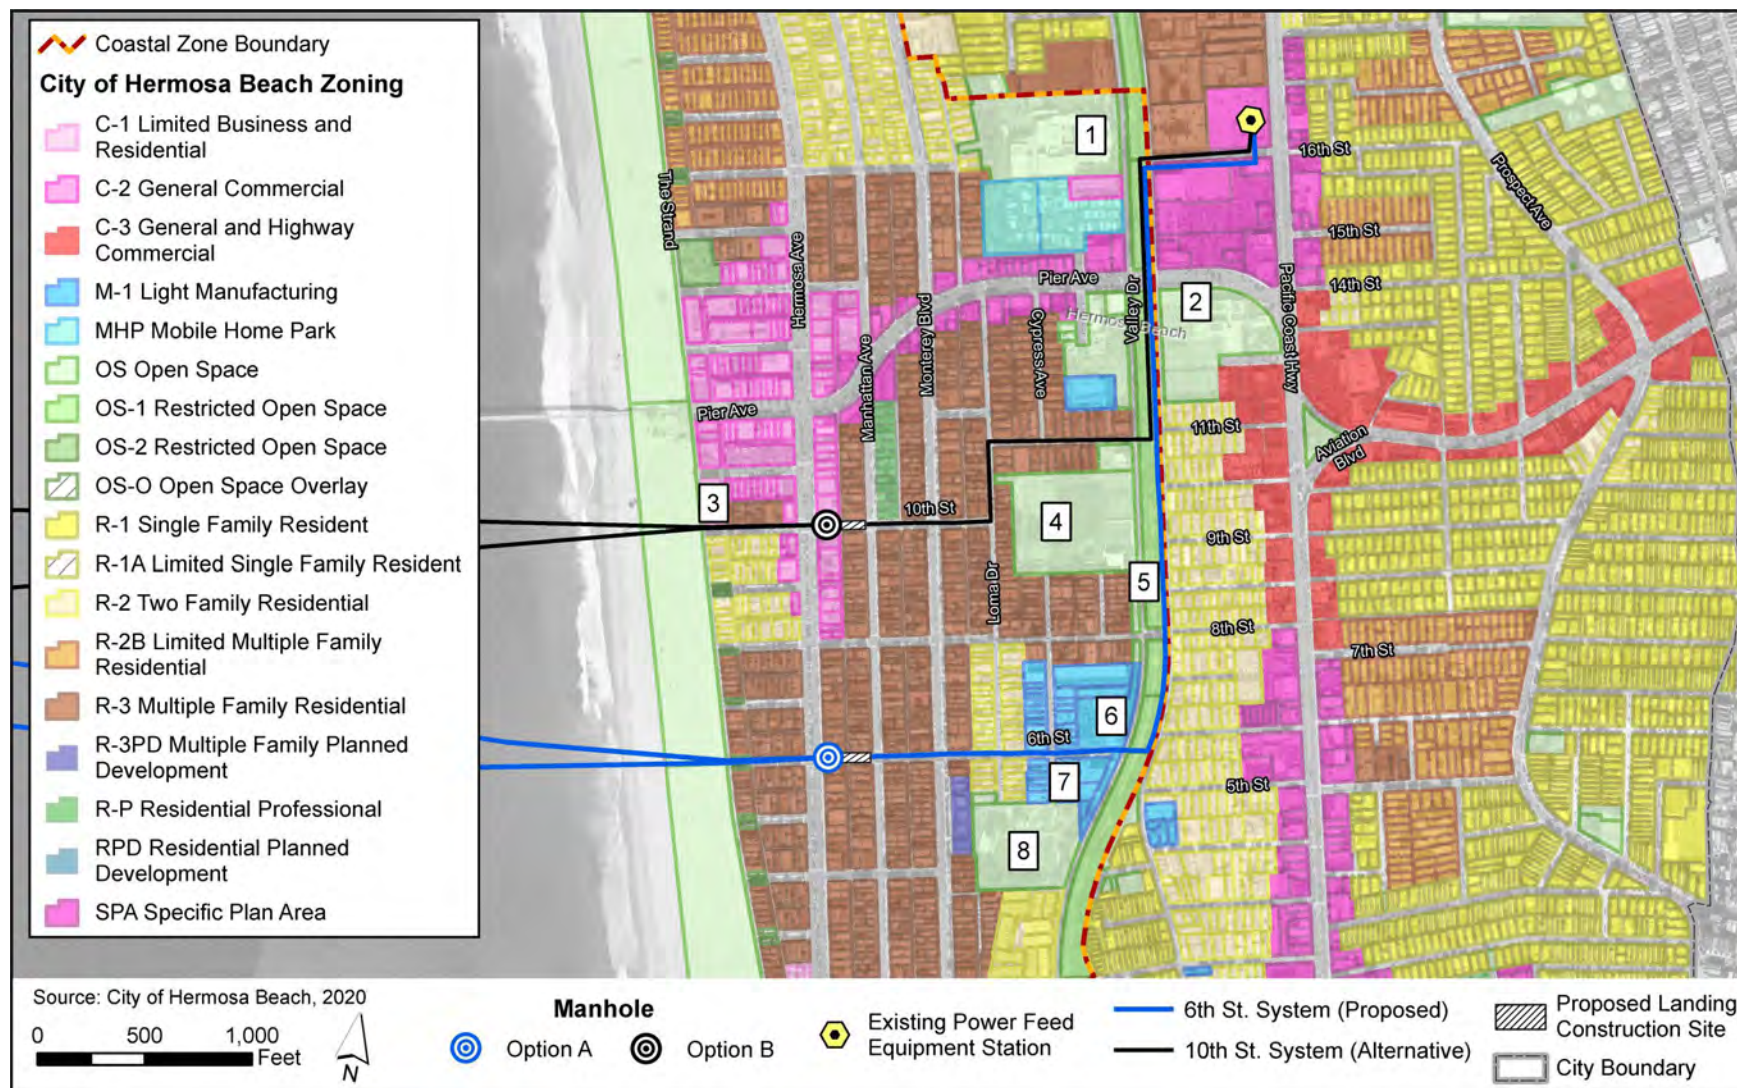 Coastal Zone Boundary
City of Hermosa Beach Zoning
C-1 Limited Business and
Residential
C-2 General Commercial
C-3 General and Highway
Commercial
M-1 Light Manufacturing
MHP Mobile Home Park
OS Open Space
OS-1 Restricted Open Space
OS-2 Restricted Open Space
OS-O Open Space Overlay
R-1 Single Family Resident
R-1A Limited Single Family Resident
R-2 Two Family Residential
R-2B Limited Multiple Family
Residential
R-3 Multiple Family Residential
R-3PD Multiple Family Planned
Development
R-P Residential Professional
RPD Residential Planned
Development
SPA Specific Plan Area
1
16th St
Prospect Ave
The Strand
15th St
Hermosa Ave
Pier Ave
Valley Dr
Pacific Coast Hwy
14th St
2
Hermosa Beach
Monterey Blvd
Cypress Ave
Manhattan Ave
Pier Ave
11th St
Aviation
Blvd
3
10th St
4
9th St
5
Loma Dr
8th St
7th St
6
6th St
7
5th St
8
Source: City of Hermosa Beach, 2020
0 500 1,000
Feet
N
Manhole
Option A
Option B
Existing Power Feed
Equipment Station
6th St. System (Proposed)
10th St. System (Alternative)
Proposed Landing
Construction Site
City Boundary